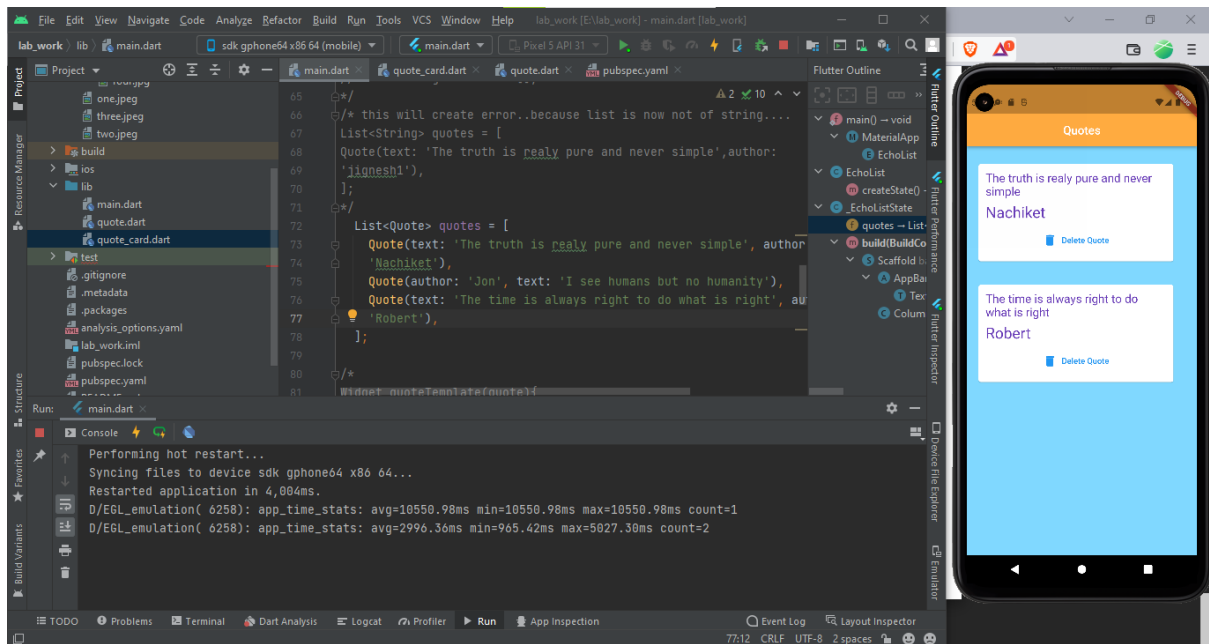 File Edit View Navigate Code Analyze Refactor Build Run Tools VCS Window Help lab_work [E:\lab_work] - main.dart [lab_work]
lab_work lib main.dart sdk gphone64 x86 64 (mobile) main.dart Pixel 5 API 31
Project
main.dart quote_card.dart quote.dart pubspec.yaml
Flutter Outline
one.jpeg
three.jpeg
two.jpeg
build
ios
lib
main.dart
quote.dart
quote_card.dart
test
.gitignore
.metadata
.packages
analysis_options.yaml
lab_work.iml
pubspec.lock
pubspec.yaml
2 10
65 */
66 /* this will create error..because list is now not of string....
67 List<String> quotes = [
68 Quote(text: 'The truth is realy pure and never simple',author:
69 'jignesh1'),
70 ];
71 */
72 List<Quote> quotes = [
73 Quote(text: 'The truth is realy pure and never simple', author
74 'Nachiket'),
75 Quote(author: 'Jon', text: 'I see humans but no humanity'),
76 Quote(text: 'The time is always right to do what is right', au
77 'Robert'),
78 ];
79
80 /*
81 Widget quoteTemplate(quote){
main() → void
MaterialApp
EchoList
EchoList
createState()
_EchoListState
quotes → List
build(BuildCo
Scaffold b
AppBa
Tex
Colum
Project
Resource Manager
Structure
Favorites
Build Variants
Flutter Outline
Flutter Performance
Flutter Inspector
Device File Explorer
Emulator
Run: main.dart
Console
Performing hot restart...
Syncing files to device sdk gphone64 x86 64...
Restarted application in 4,004ms.
D/EGL_emulation( 6258): app_time_stats: avg=10550.98ms min=10550.98ms max=10550.98ms count=1
D/EGL_emulation( 6258): app_time_stats: avg=2996.36ms min=965.42ms max=5027.30ms count=2
TODO Problems Terminal Dart Analysis Logcat Profiler Run App Inspection Event Log Layout Inspector
77:12 CRLF UTF-8 2 spaces
DEBUG
Quotes
The truth is realy pure and never
simple
Nachiket
Delete Quote
The time is always right to do
what is right
Robert
Delete Quote